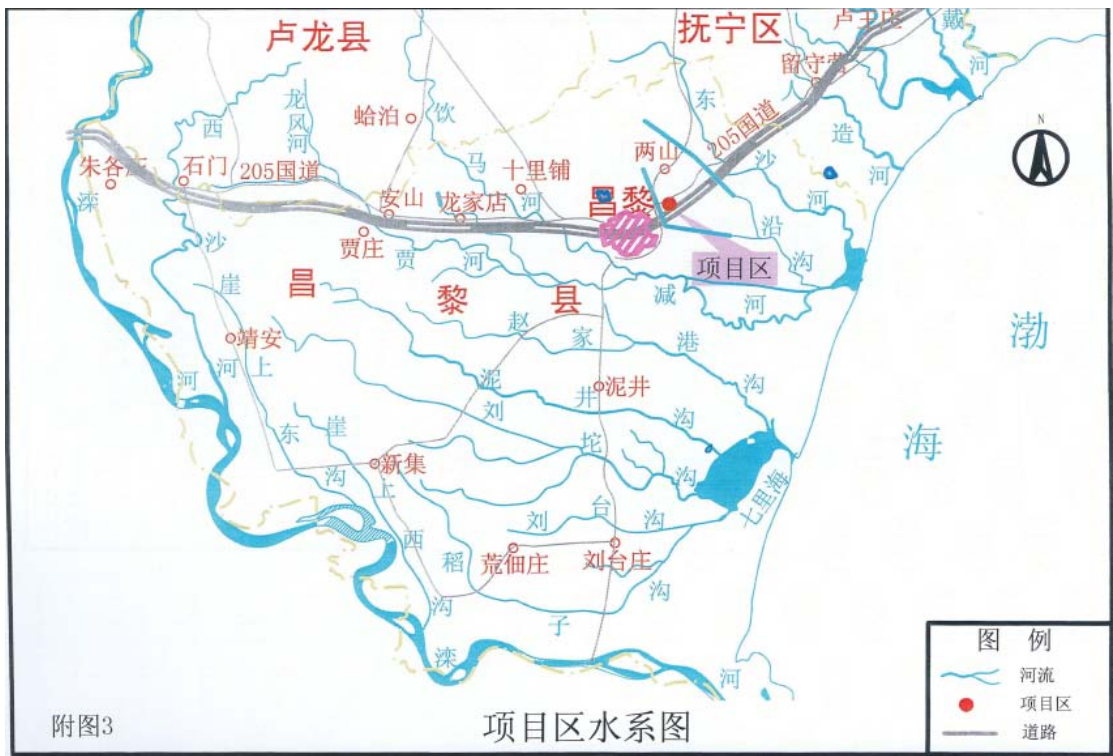 卢龙县
抚宁区
卢王庄
戴
河
留守营
人
造
河
龙凤河
蛤泊
饮
马
河
东
沙
河
205国道
N
西
沙
河
朱各庄
石门
205国道
十里铺
两山
滦
河
安山
龙家店
昌黎
沿
沟
贾庄
贾
河
项目区
减
河
昌
黎
县
崖
上
东
沟
赵
家
港
沟
渤
海
靖安
泥
井
沟
泥井
刘
坨
沟
崖
上
西
沟
新集
七里海
刘
台
沟
荒佃庄
刘台庄
稻
子
沟
滦
河
图 例
河流
项目区
道路
附图3
项目区水系图